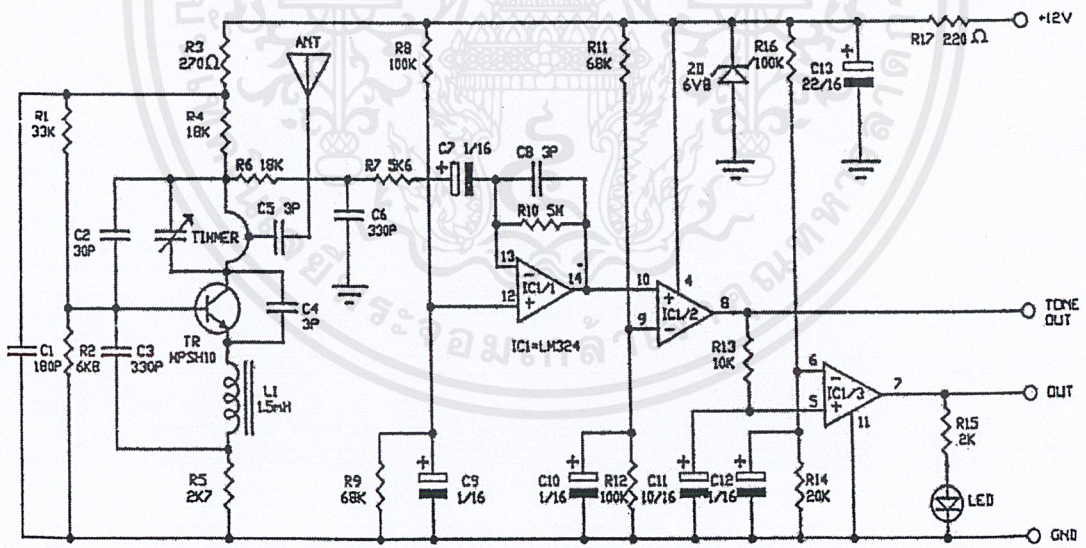 +12V
R17 220 Ω
R3
270Ω
ANT
R8
100K
R11
68K
ZD
6V8
R16
100K
C13
22/16
R1
33K
R4
18K
R6 18K
R7 5K6
C7 1/16
C8 3P
R10 5M
C5 3P
C6
330P
C2
30P
TIMMER
13
12
IC1/1
14
10
9
4
IC1/2
8
TONE
OUT
C4
3P
TR
MPSH10
IC1=LM324
R13
10K
C1
180P
R2
6K8
C3
330P
L1
1.5mH
6
5
IC1/3
7
11
OUT
R15
2K
R5
2K7
R9
68K
C9
1/16
C10
1/16
R12
100K
C11
10/16
C12
1/16
R14
20K
LED
GND